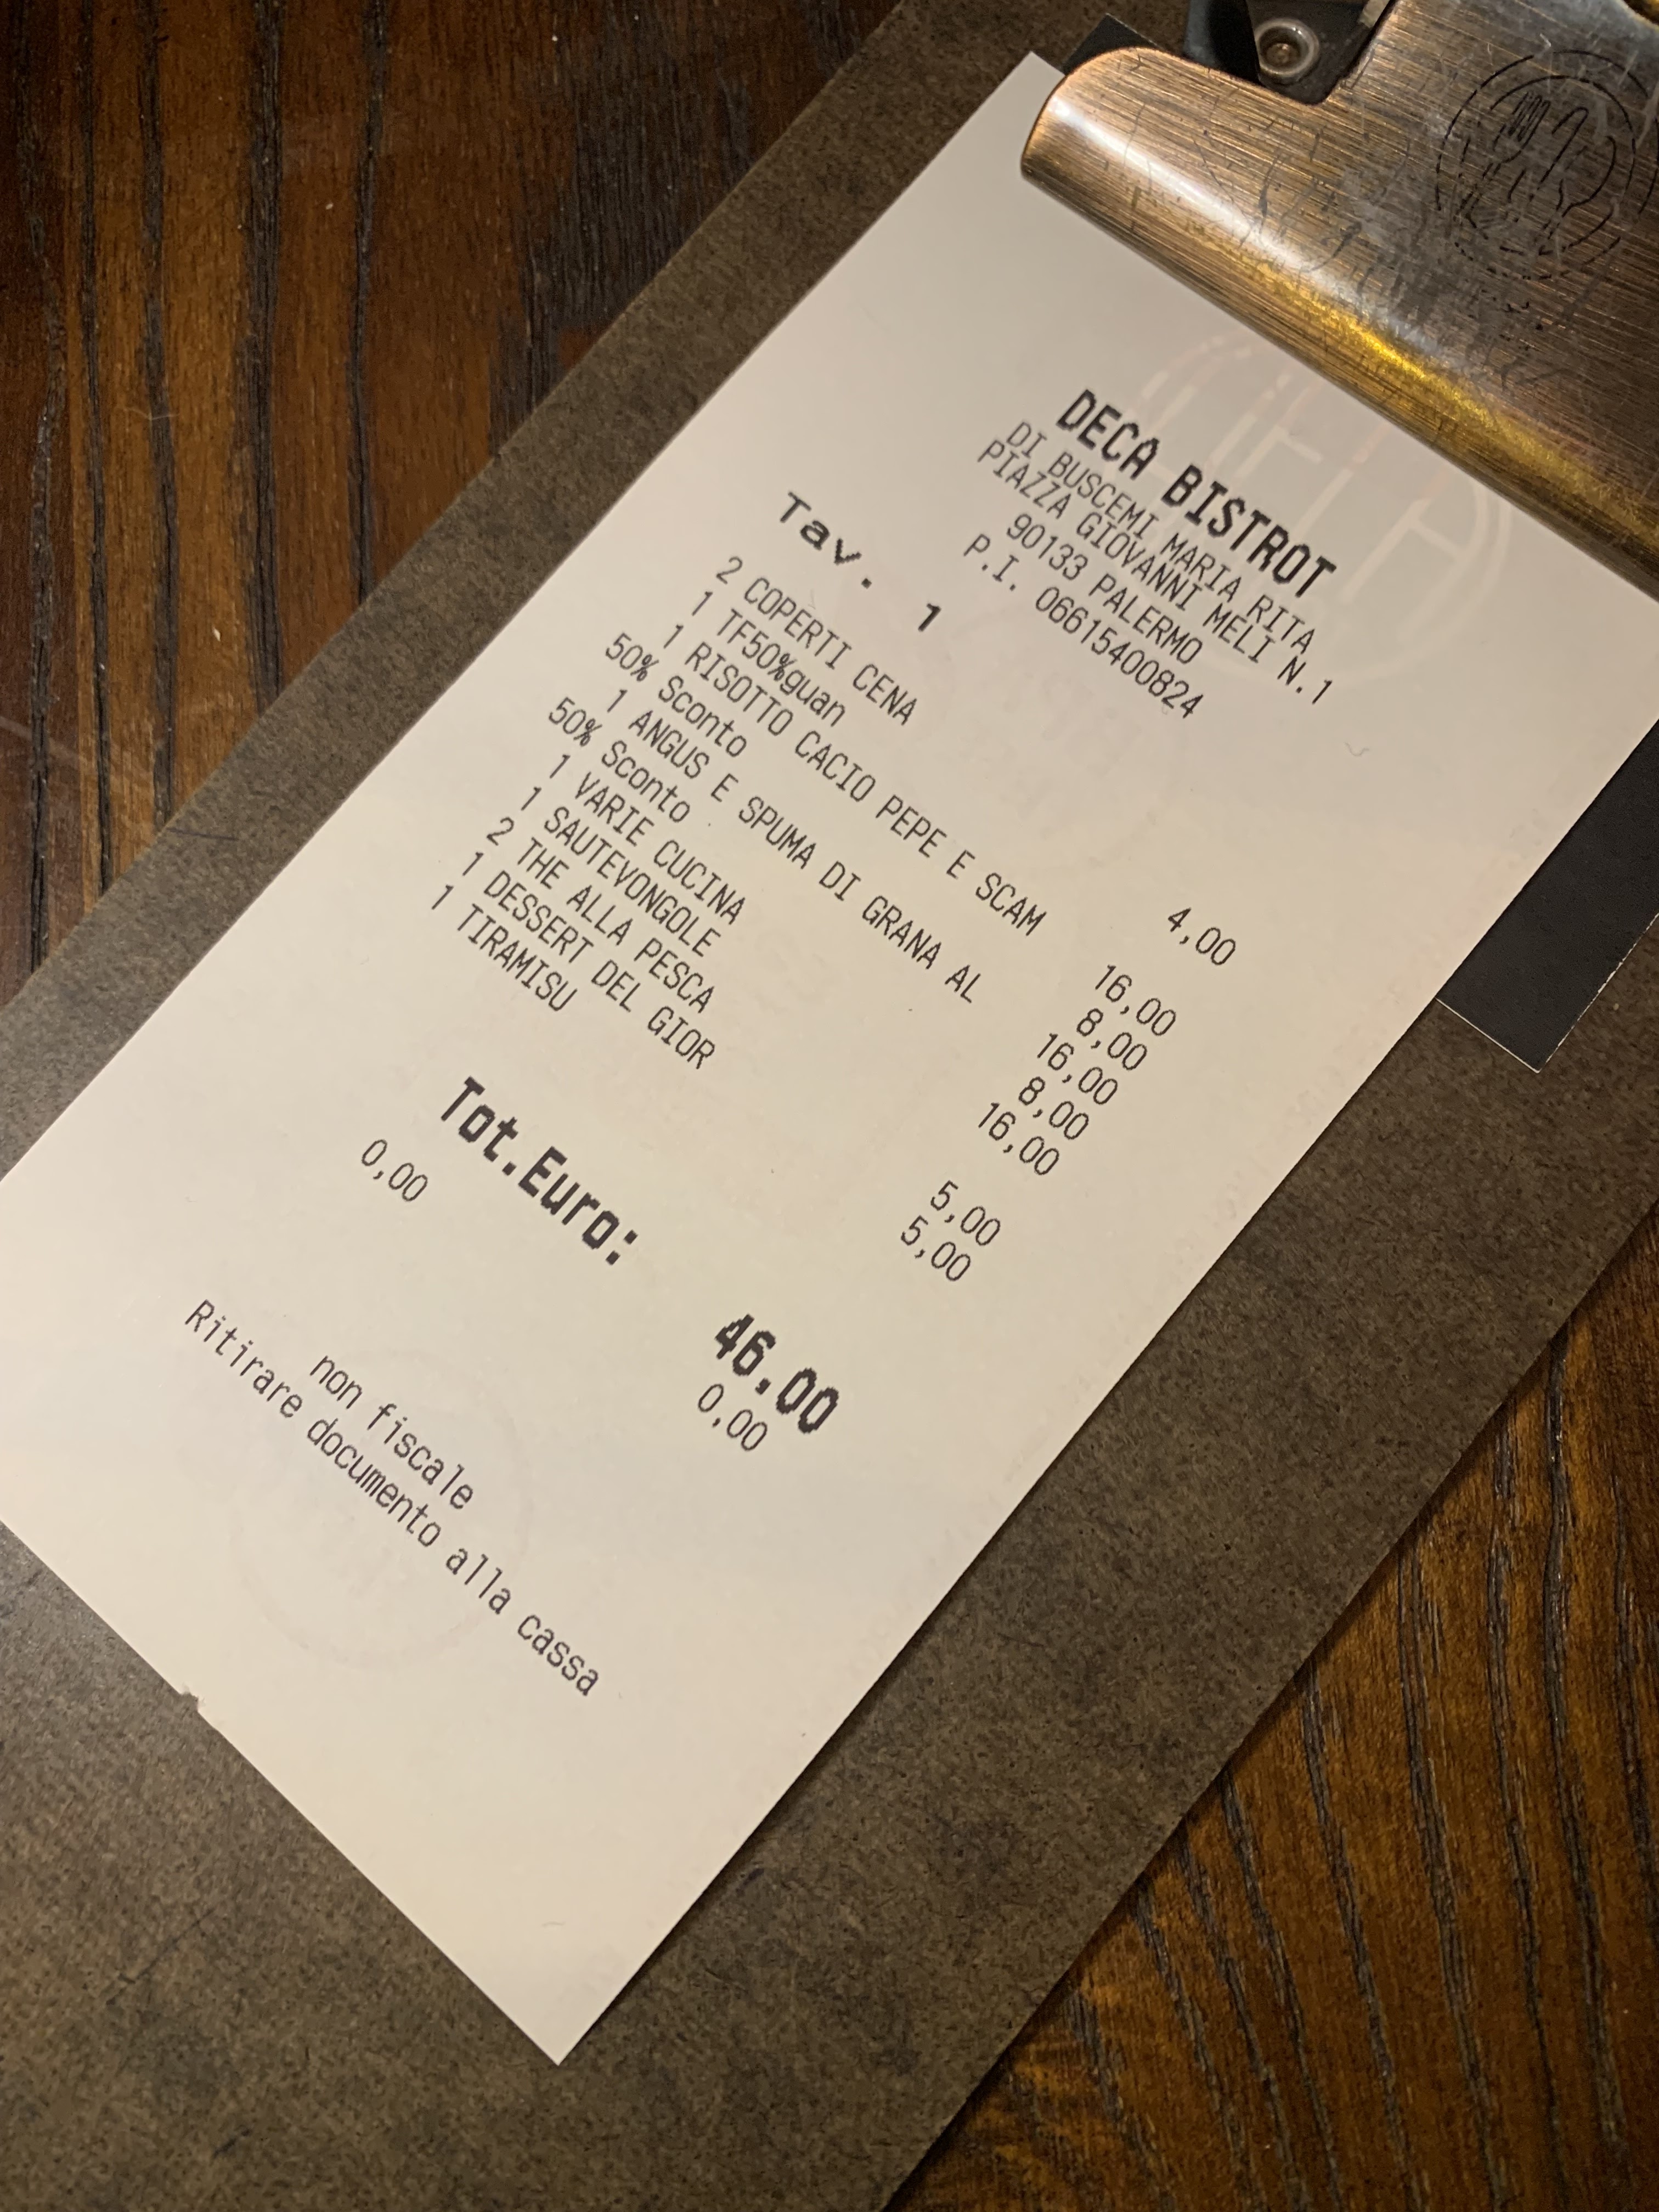 DECA BISTROT
DI BUSCEMI MARIA RITA
PIAZZA GIOVANNI MELI N.1
90133 PALERMO
P.I. 06615400824
Tav. 1
2 COPERTI CENA 4,00
1 TF50%guan
1 RISOTTO CACIO PEPE E SCAM 16,00
50% Sconto 8,00
1 ANGUS E SPUMA DI GRANA AL 16,00
50% Sconto 8,00
1 VARIE CUCINA 16,00
1 SAUTEVONGOLE
2 THE ALLA PESCA 5,00
1 DESSERT DEL GIOR 5,00
1 TIRAMISU
Tot.Euro: 46.00
0,00 0,00
non fiscale
Ritirare documento alla cassa